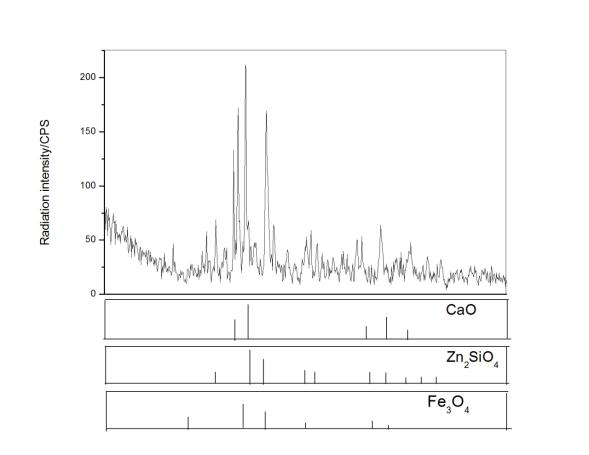 Radiation intensity/CPS
200
150
100
50
0
CaO
Zn₂SiO₄
Fe₃O₄